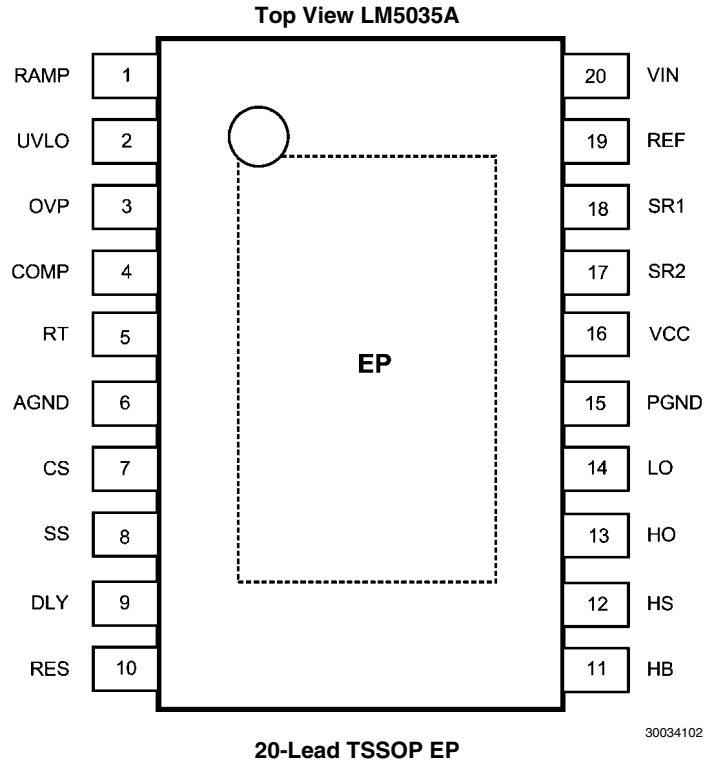 Top View LM5035A
RAMP 1 20 VIN
UVLO 2 19 REF
OVP 3 18 SR1
COMP 4 17 SR2
RT 5 16 VCC
EP
AGND 6 15 PGND
CS 7 14 LO
SS 8 13 HO
DLY 9 12 HS
RES 10 11 HB
30034102
20-Lead TSSOP EP